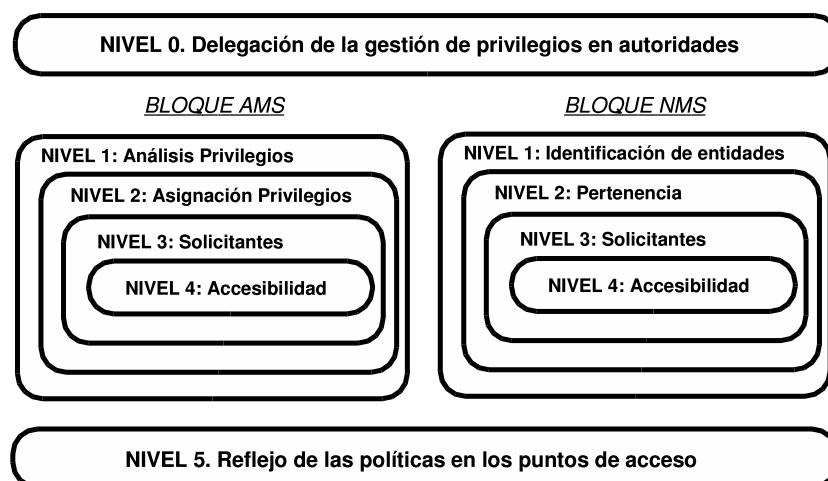 NIVEL 0. Delegación de la gestión de privilegios en autoridades
BLOQUE AMS
NIVEL 1: Análisis Privilegios
NIVEL 2: Asignación Privilegios
NIVEL 3: Solicitantes
NIVEL 4: Accesibilidad
BLOQUE NMS
NIVEL 1: Identificación de entidades
NIVEL 2: Pertenencia
NIVEL 3: Solicitantes
NIVEL 4: Accesibilidad
NIVEL 5. Reflejo de las políticas en los puntos de acceso